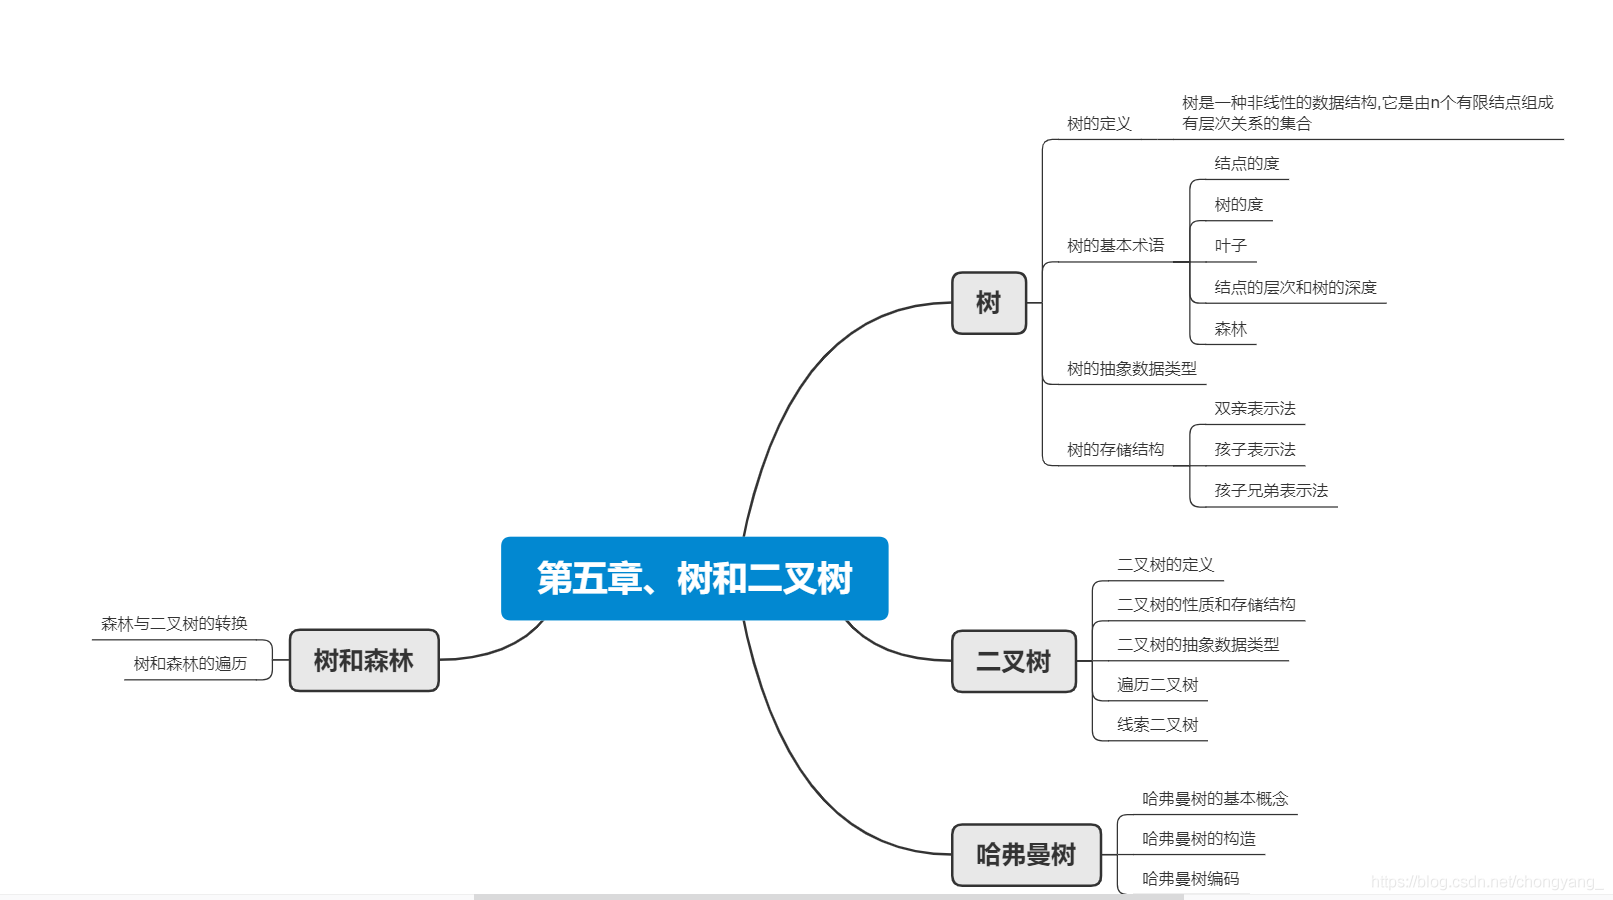 第五章、树和二叉树
树
树的定义
树是一种非线性的数据结构,它是由n个有限结点组成
有层次关系的集合
树的基本术语
结点的度
树的度
叶子
结点的层次和树的深度
森林
树的抽象数据类型
树的存储结构
双亲表示法
孩子表示法
孩子兄弟表示法
二叉树
二叉树的定义
二叉树的性质和存储结构
二叉树的抽象数据类型
遍历二叉树
线索二叉树
哈弗曼树
哈弗曼树的基本概念
哈弗曼树的构造
哈弗曼树编码
树和森林
森林与二叉树的转换
树和森林的遍历
https://blog.csdn.net/chongyang_